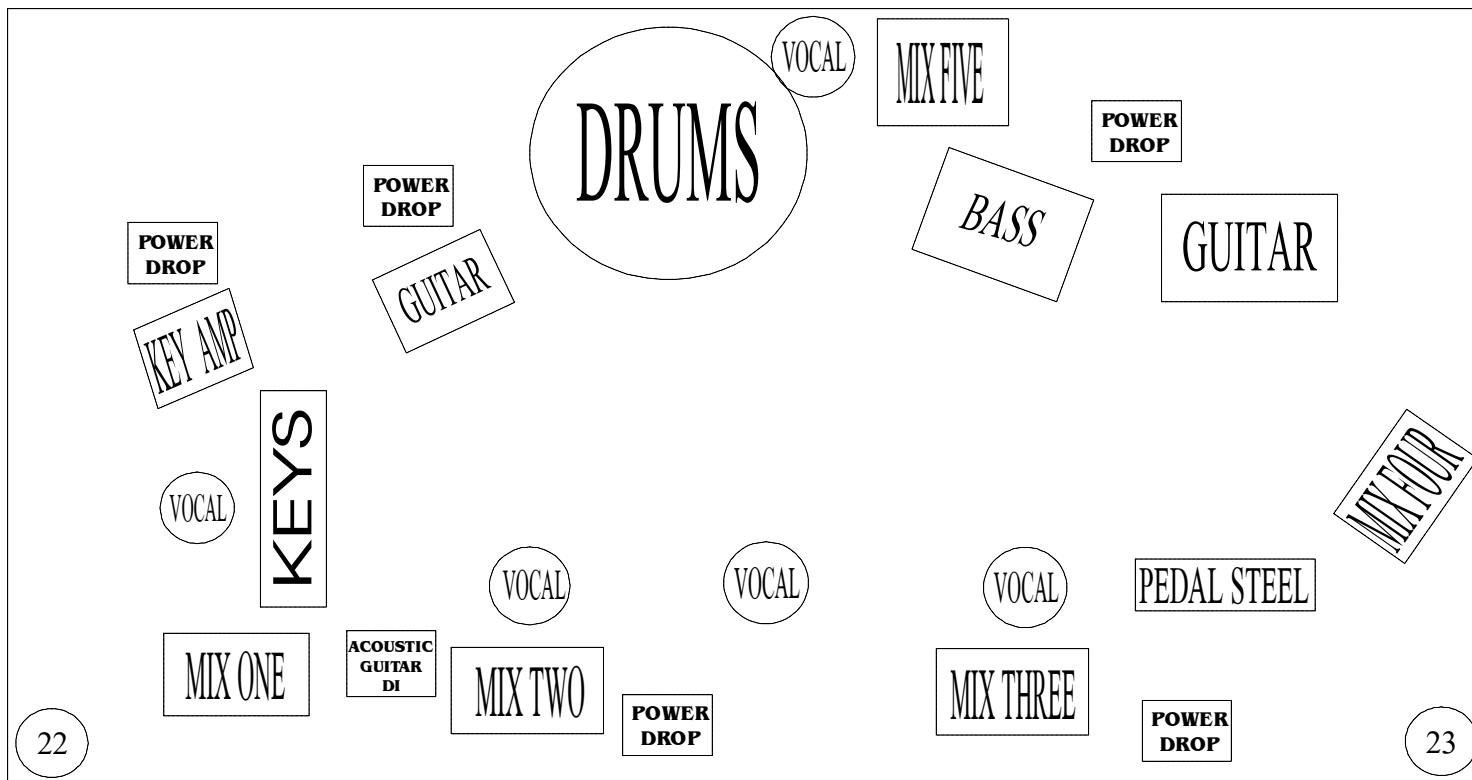 VOCAL
MIX FIVE
DRUMS
POWER
DROP
POWER
DROP
BASS
GUITAR
POWER
DROP
GUITAR
KEY AMP
KEYS
MIX FOUR
VOCAL
VOCAL
VOCAL
VOCAL
PEDAL STEEL
MIX ONE
ACOUSTIC
GUITAR
DI
MIX TWO
MIX THREE
POWER
DROP
POWER
DROP
22
23